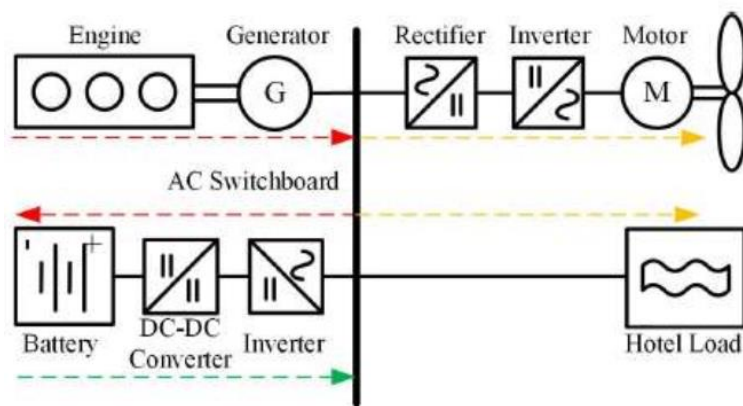 Engine Generator Rectifier Inverter Motor
G M
AC Switchboard
- +
Battery DC-DC Converter Inverter Hotel Load